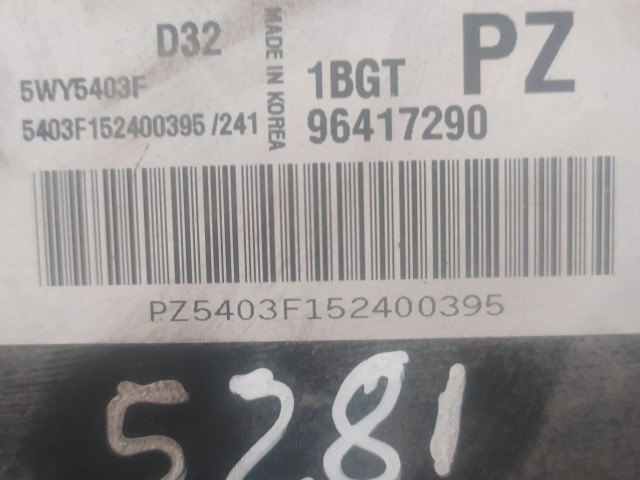 D32
MADE IN KOREA
PZ
5WY5403F
1BGT
5403F152400395 /241
96417290
PZ5403F152400395
5281